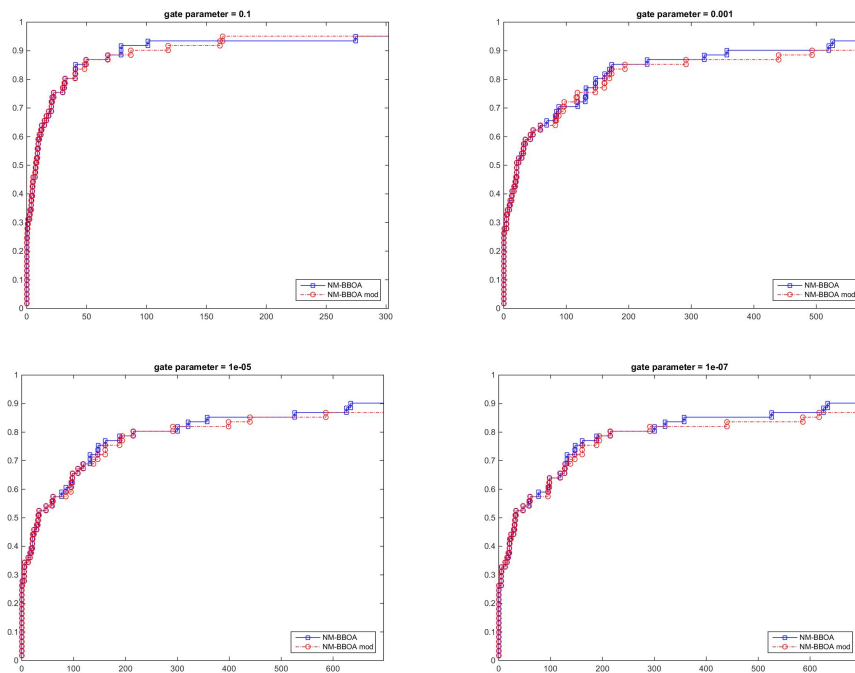 gate parameter = 0.1
1
0.9
0.8
0.7
0.6
0.5
0.4
0.3
0.2
0.1
0
0 50 100 150 200 250 300
NM-BBOA
NM-BBOA mod
gate parameter = 0.001
1
0.9
0.8
0.7
0.6
0.5
0.4
0.3
0.2
0.1
0
0 100 200 300 400 500
NM-BBOA
NM-BBOA mod
gate parameter = 1e-05
1
0.9
0.8
0.7
0.6
0.5
0.4
0.3
0.2
0.1
0
0 100 200 300 400 500 600
NM-BBOA
NM-BBOA mod
gate parameter = 1e-07
1
0.9
0.8
0.7
0.6
0.5
0.4
0.3
0.2
0.1
0
0 100 200 300 400 500 600
NM-BBOA
NM-BBOA mod